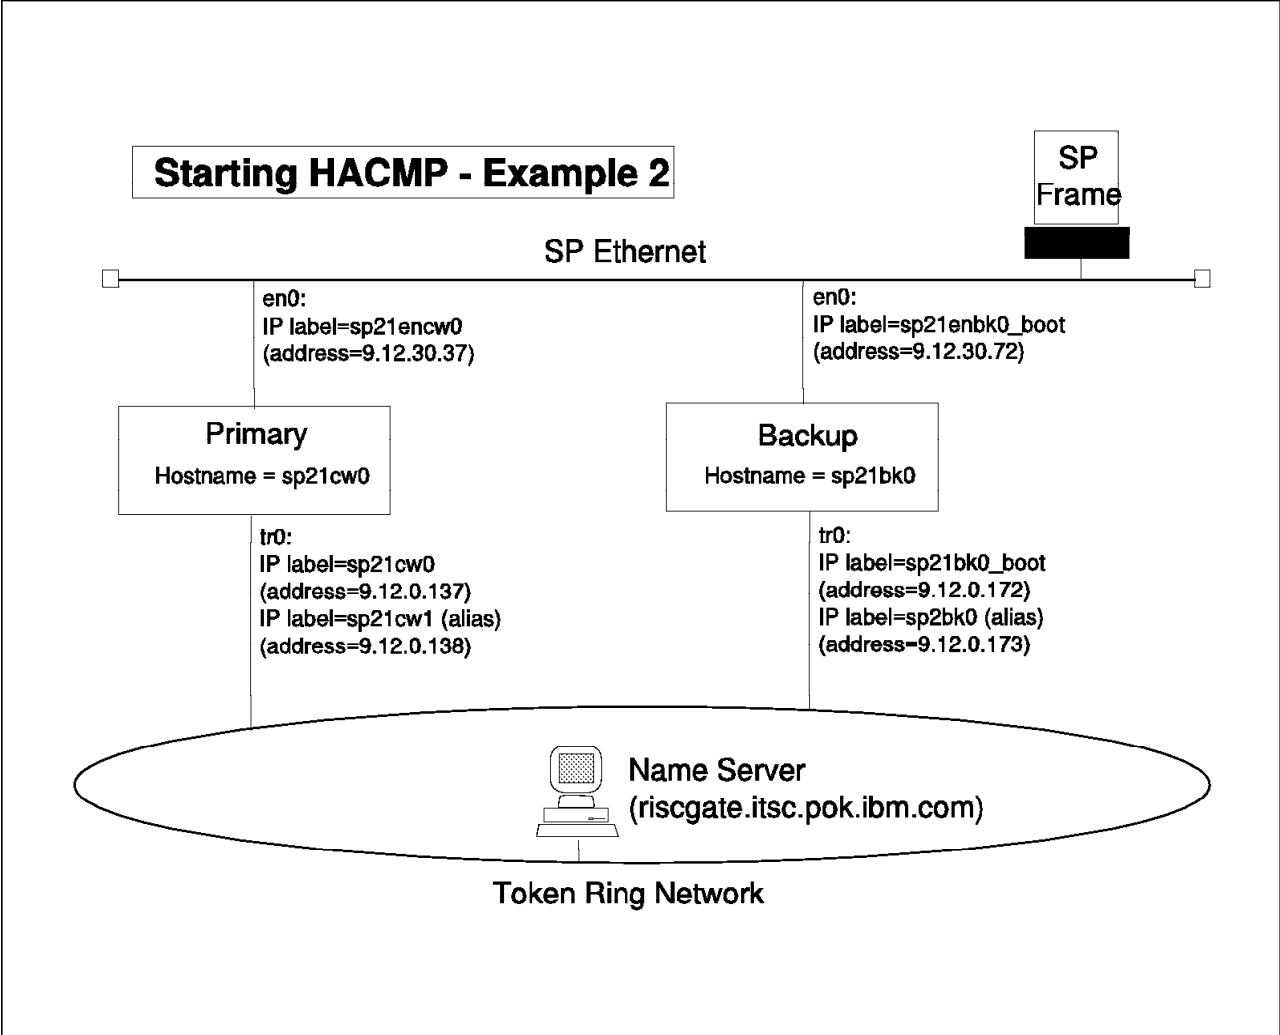 Starting HACMP - Example 2
SP
Frame
SP Ethernet
en0:
IP label=sp21encw0
(address=9.12.30.37)
en0:
IP label=sp21enbk0_boot
(address=9.12.30.72)
Primary
Hostname = sp21cw0
Backup
Hostname = sp21bk0
tr0:
IP label=sp21cw0
(address=9.12.0.137)
IP label=sp21cw1 (alias)
(address=9.12.0.138)
tr0:
IP label=sp21bk0_boot
(address=9.12.0.172)
IP label=sp2bk0 (alias)
(address=9.12.0.173)
Name Server
(riscgate.itsc.pok.ibm.com)
Token Ring Network